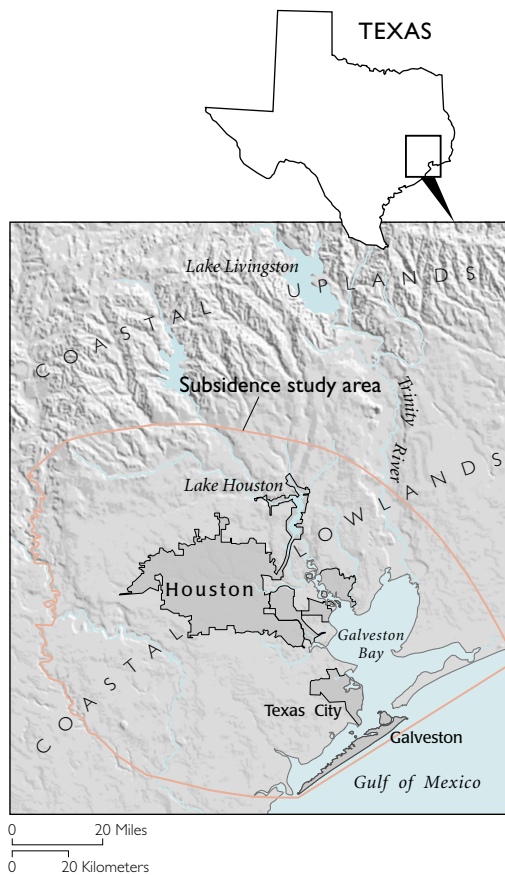 TEXAS
Lake Livingston
COASTAL UPLANDS
Subsidence study area
Trinity
River
Lake Houston
COASTAL LOWLANDS
Houston
Galveston
Bay
Texas City
Galveston
Gulf of Mexico
0 20 Miles
0 20 Kilometers